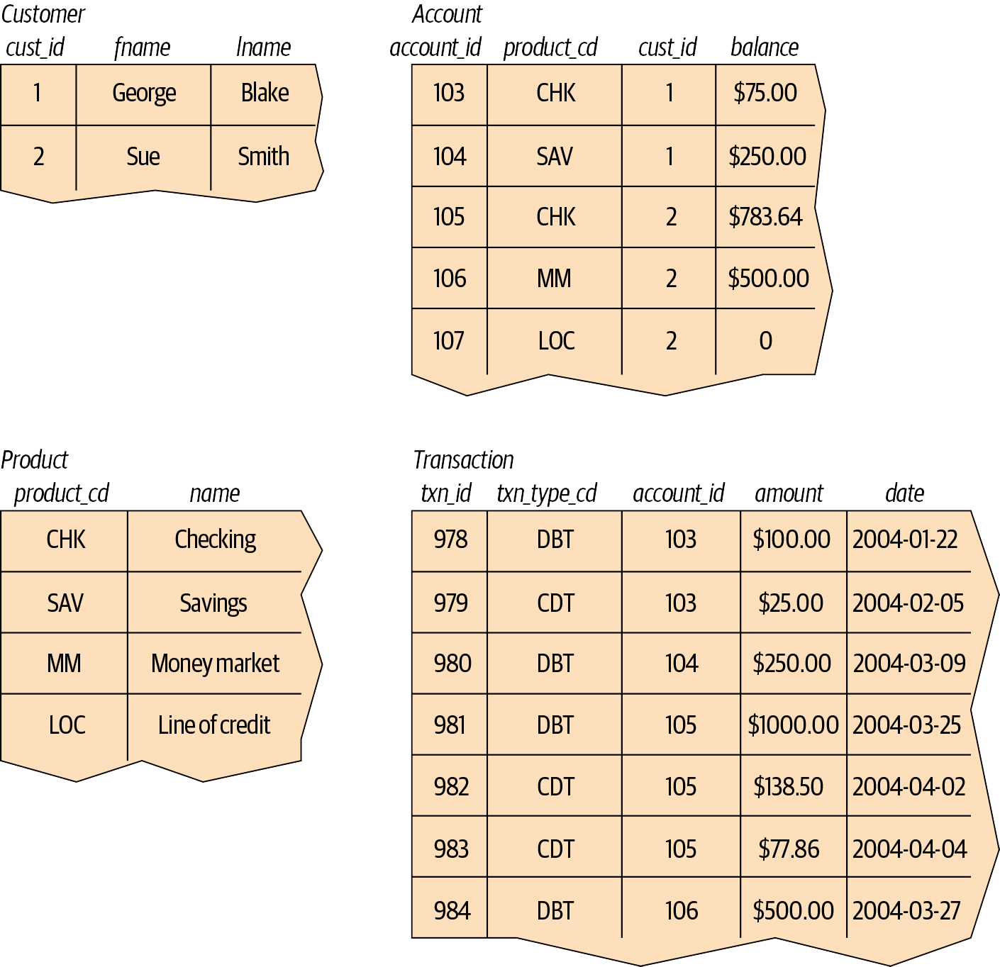 Customer
cust_id fname lname
1 George Blake
2 Sue Smith
Account
account_id product_cd cust_id balance
103 CHK 1 $75.00
104 SAV 1 $250.00
105 CHK 2 $783.64
106 MM 2 $500.00
107 LOC 2 0
Product
product_cd name
CHK Checking
SAV Savings
MM Money market
LOC Line of credit
Transaction
txn_id txn_type_cd account_id amount date
978 DBT 103 $100.00 2004-01-22
979 CDT 103 $25.00 2004-02-05
980 DBT 104 $250.00 2004-03-09
981 DBT 105 $1000.00 2004-03-25
982 CDT 105 $138.50 2004-04-02
983 CDT 105 $77.86 2004-04-04
984 DBT 106 $500.00 2004-03-27